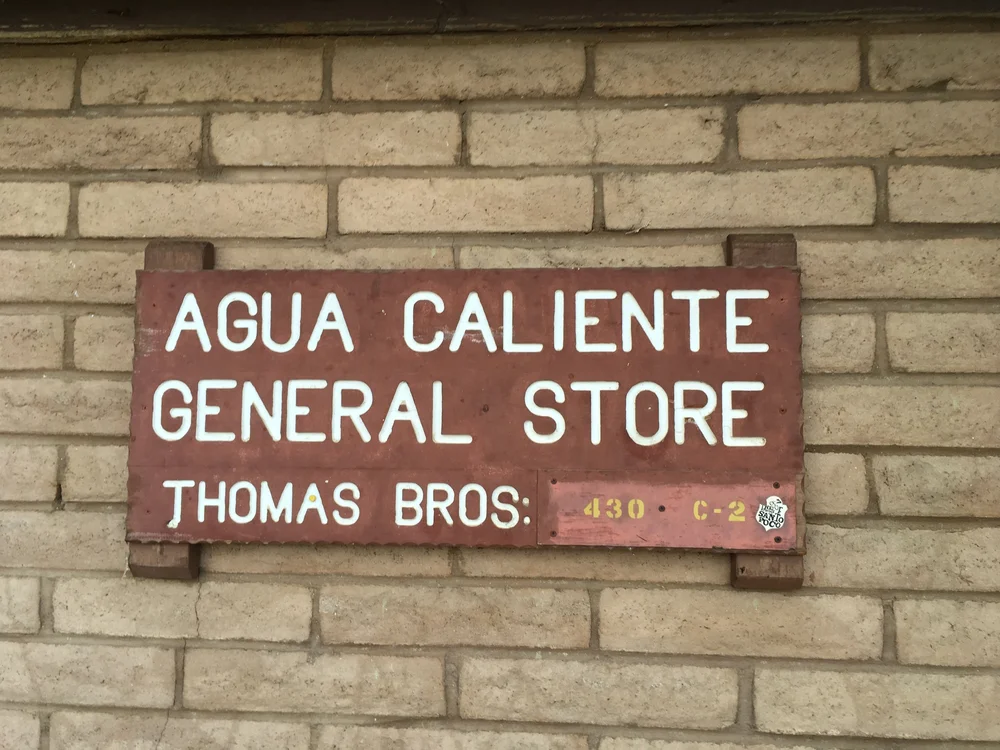 AGUA CALIENTE
GENERAL STORE
THOMAS BROS: 430 C-2